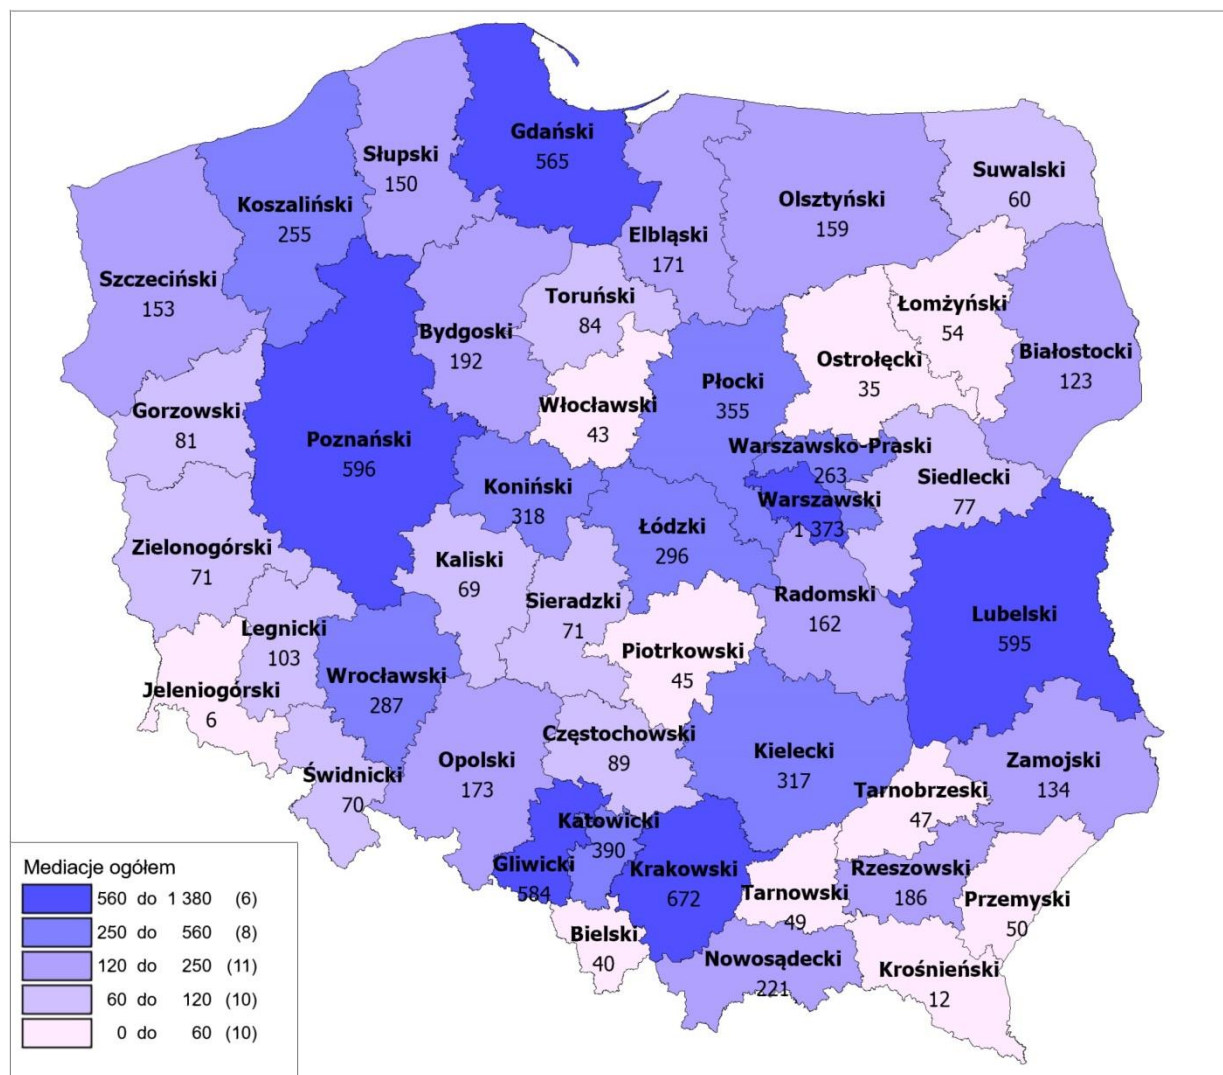 Gdański
565
Słupski
150
Suwalski
60
Koszaliński
255
Olsztyński
159
Elbląski
171
Szczeciński
153
Toruński
84
Łomżyński
54
Bydgoski
192
Białostocki
123
Ostrołęcki
35
Płocki
355
Gorzowski
81
Włocławski
43
Poznański
596
Warszawsko-Praski
263
Siedlecki
77
Koniński
318
Warszawski
1 373
Łódzki
296
Zielonogórski
71
Kaliski
69
Sieradzki
71
Radomski
162
Lubelski
595
Legnicki
103
Piotrkowski
45
Wrocławski
287
Jeleniogórski
6
Częstochowski
89
Kielecki
317
Opolski
173
Zamojski
134
Świdnicki
70
Tarnobrzeski
47
Katowicki
390
Gliwicki
584
Krakowski
672
Rzeszowski
186
Tarnowski
49
Przemyski
50
Bielski
40
Nowosądecki
221
Krośnieński
12
Mediacje ogółem
560 do 1 380 (6)
250 do 560 (8)
120 do 250 (11)
60 do 120 (10)
0 do 60 (10)